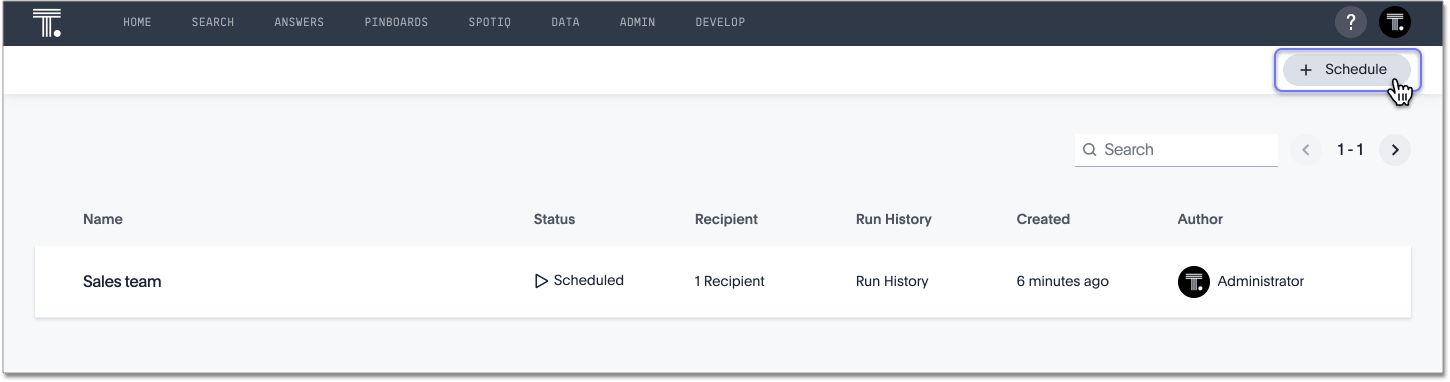 T. HOME SEARCH ANSWERS PINBOARDS SPOTIQ DATA ADMIN DEVELOP ? T.
+ Schedule
Search 1 - 1
Name Status Recipient Run History Created Author
Sales team Scheduled 1 Recipient Run History 6 minutes ago T. Administrator